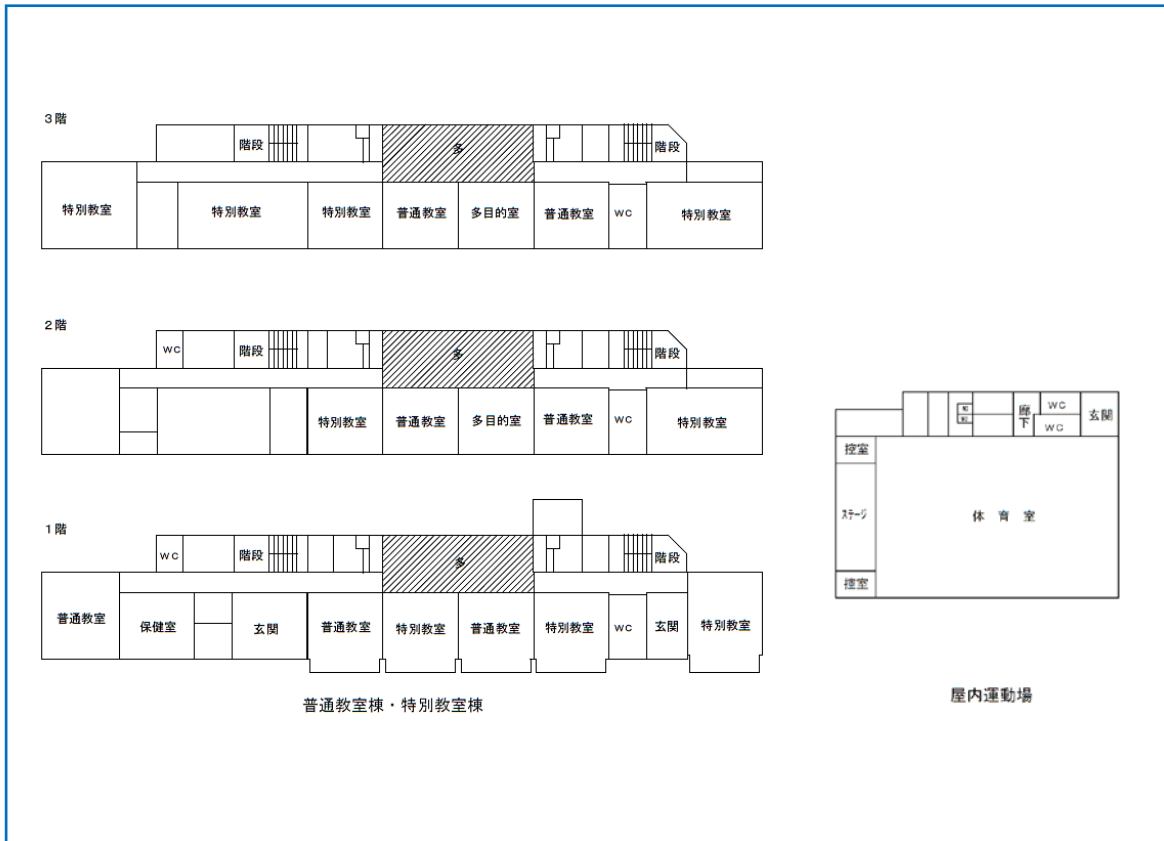 3階
階段
多
階段
特別教室
特別教室
特別教室
普通教室
多目的室
普通教室
WC
特別教室
2階
WC
階段
多
階段
特別教室
普通教室
多目的室
普通教室
WC
特別教室
1階
WC
階段
多
階段
普通教室
保健室
玄関
普通教室
特別教室
普通教室
特別教室
WC
玄関
特別教室
普通教室棟・特別教室棟
廊下
WC
WC
玄関
控室
ステージ
体育室
控室
屋内運動場